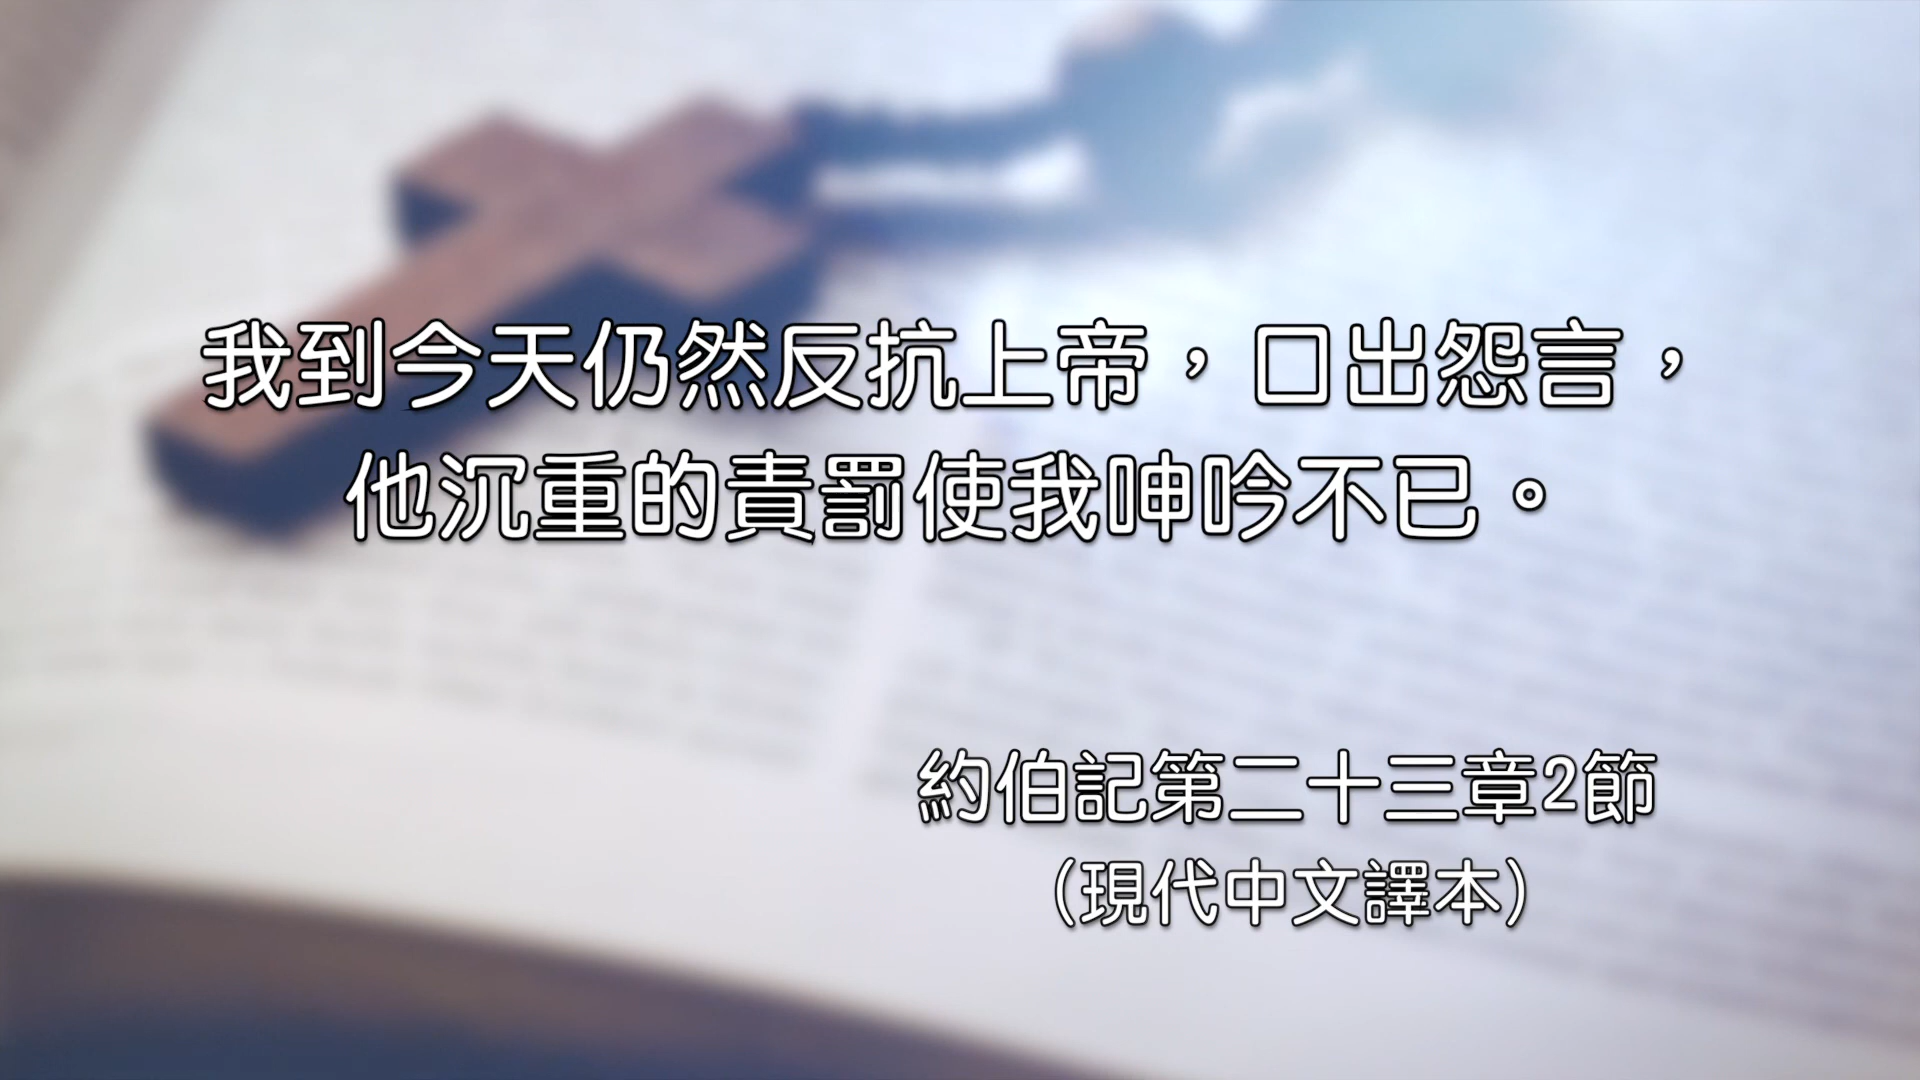 我到今天仍然反抗上帝，口出怨言，
他沉重的責罰使我呻吟不已。
約伯記第二十三章2節
（現代中文譯本）